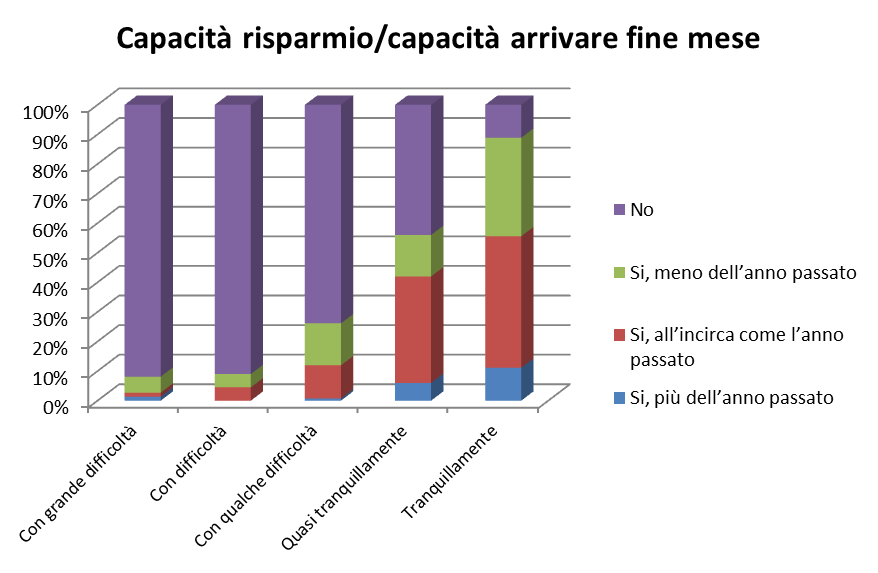 Capacità risparmio/capacità arrivare fine mese
100%
90%
80%
70%
60%
50%
40%
30%
20%
10%
0%
Con grande difficoltà
Con difficoltà
Con qualche difficoltà
Quasi tranquillamente
Tranquillamente
No
Si, meno dell’anno passato
Si, all’incirca come l’anno
passato
Si, più dell’anno passato